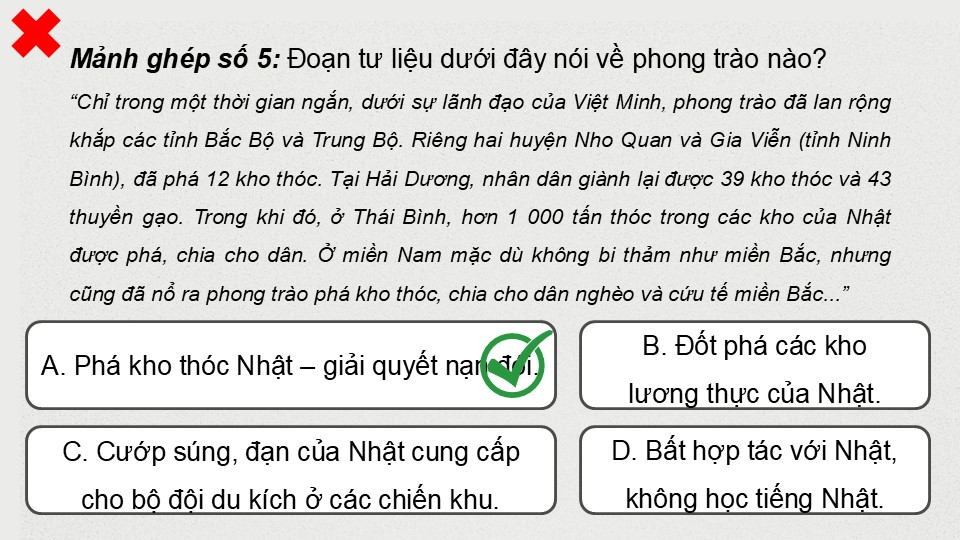 Mảnh ghép số 5: Đoạn tư liệu dưới đây nói về phong trào nào?
“Chỉ trong một thời gian ngắn, dưới sự lãnh đạo của Việt Minh, phong trào đã lan rộng
khắp các tỉnh Bắc Bộ và Trung Bộ. Riêng hai huyện Nho Quan và Gia Viễn (tỉnh Ninh
Bình), đã phá 12 kho thóc. Tại Hải Dương, nhân dân giành lại được 39 kho thóc và 43
thuyền gạo. Trong khi đó, ở Thái Bình, hơn 1 000 tấn thóc trong các kho của Nhật
được phá, chia cho dân. Ở miền Nam mặc dù không bi thảm như miền Bắc, nhưng
cũng đã nổ ra phong trào phá kho thóc, chia cho dân nghèo và cứu tế miền Bắc...”
A. Phá kho thóc Nhật – giải quyết nạn đói.
B. Đốt phá các kho
lương thực của Nhật.
C. Cướp súng, đạn của Nhật cung cấp
cho bộ đội du kích ở các chiến khu.
D. Bất hợp tác với Nhật,
không học tiếng Nhật.